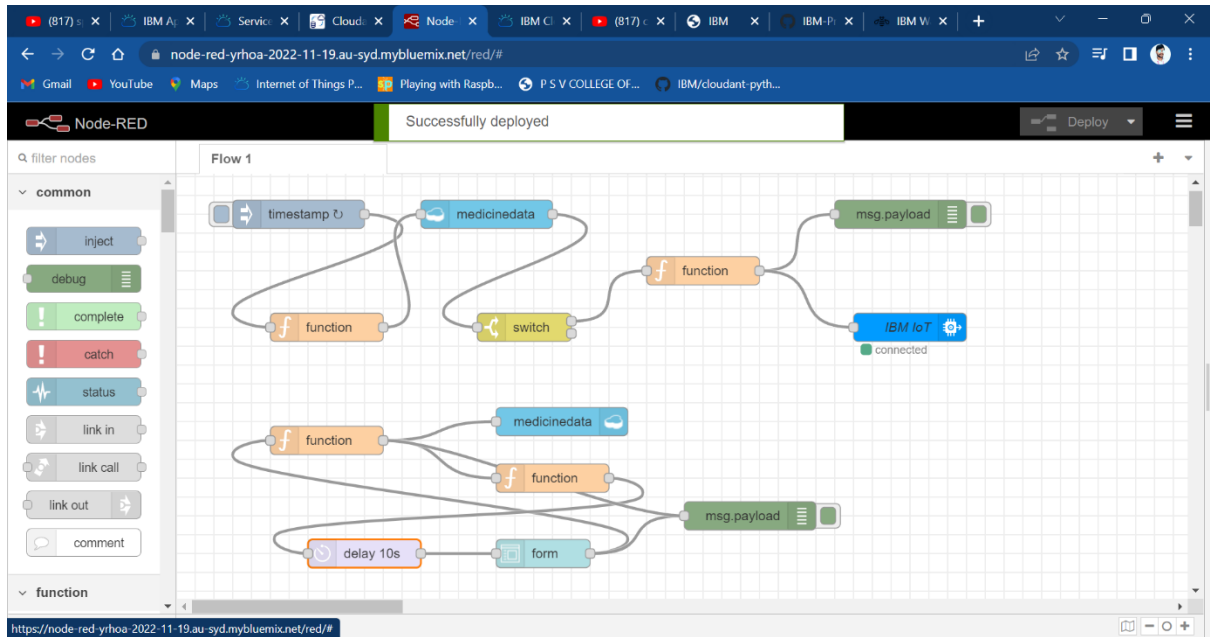 (817) s
IBM Ap
Service
Clouda
Node-
IBM Cl
(817) c
IBM
IBM-P
IBM W
node-red-yrhoa-2022-11-19.au-syd.mybluemix.net/red/#
Gmail
YouTube
Maps
Internet of Things P...
Playing with Raspb...
P S V COLLEGE OF...
IBM/cloudant-pyth...
Node-RED
Successfully deployed
Deploy
filter nodes
Flow 1
common
timestamp ↻
medicinedata
msg.payload
inject
function
debug
complete
function
switch
IBM IoT
connected
catch
status
medicinedata
link in
function
link call
function
link out
msg.payload
comment
delay 10s
form
function
https://node-red-yrhoa-2022-11-19.au-syd.mybluemix.net/red/#